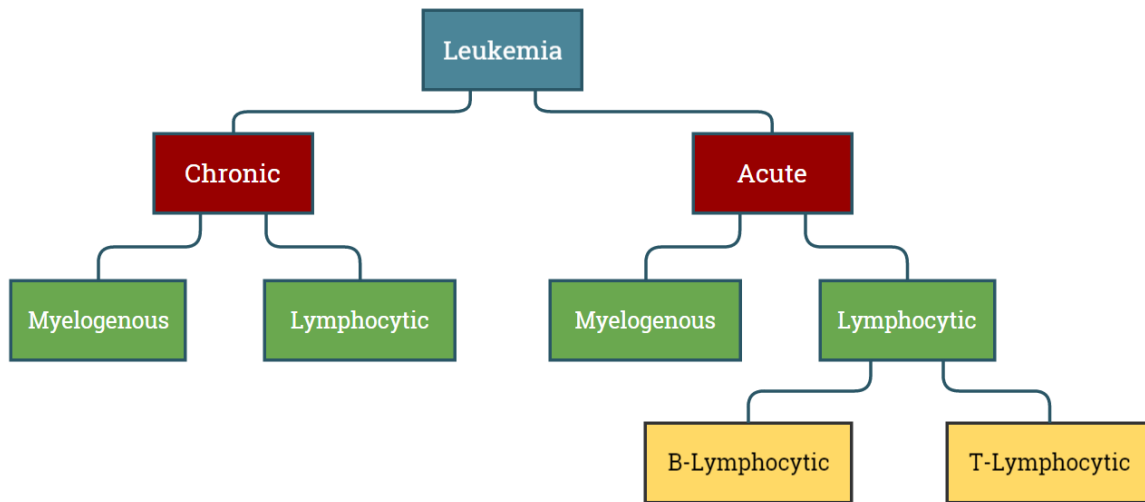 Leukemia
Chronic
Acute
Myelogenous
Lymphocytic
Myelogenous
Lymphocytic
B-Lymphocytic
T-Lymphocytic